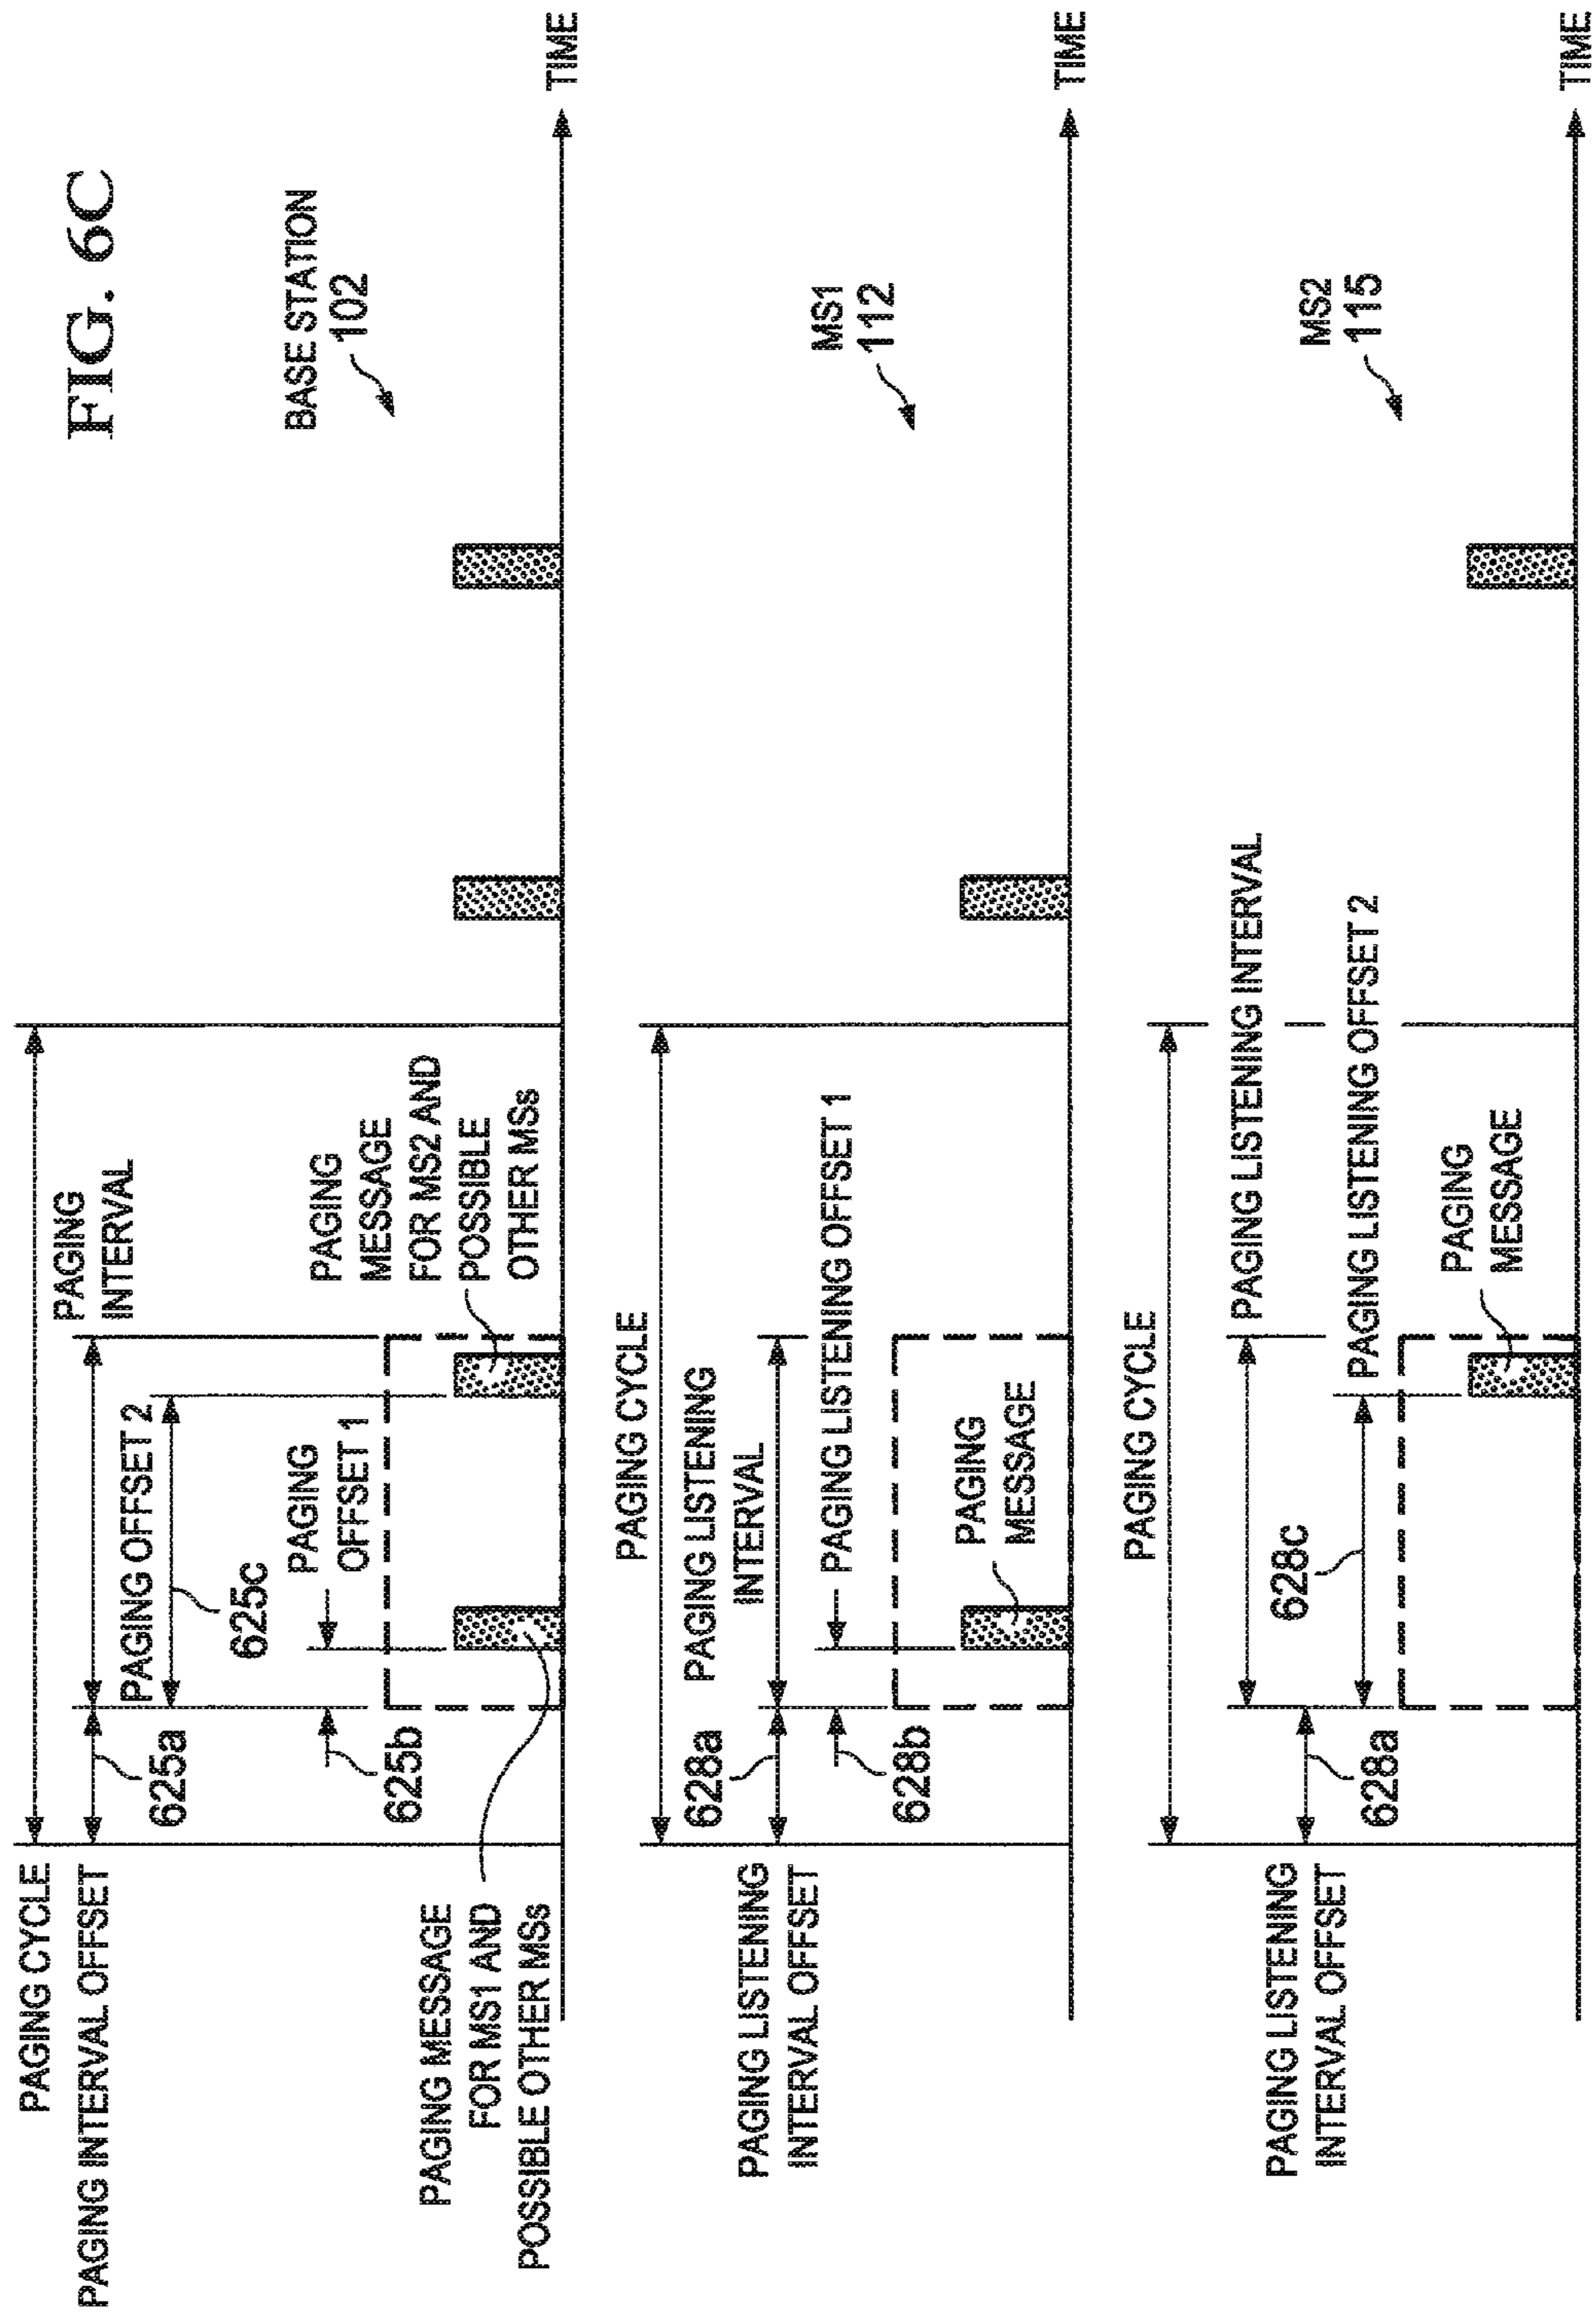 FIG. 6C
PAGING CYCLE
PAGING INTERVAL OFFSET
625a
PAGING
INTERVAL
PAGING OFFSET 2
625c
625b
PAGING
OFFSET 1
PAGING
MESSAGE
FOR MS2 AND
POSSIBLE
OTHER MSs
PAGING MESSAGE
FOR MS1 AND
POSSIBLE OTHER MSs
BASE STATION
102
TIME
PAGING CYCLE
PAGING LISTENING
INTERVAL OFFSET
628a
PAGING LISTENING
INTERVAL
628b
PAGING LISTENING OFFSET 1
PAGING
MESSAGE
MS1
112
TIME
PAGING CYCLE
PAGING LISTENING
INTERVAL OFFSET
628a
PAGING LISTENING INTERVAL
628c
PAGING LISTENING OFFSET 2
PAGING
MESSAGE
MS2
115
TIME